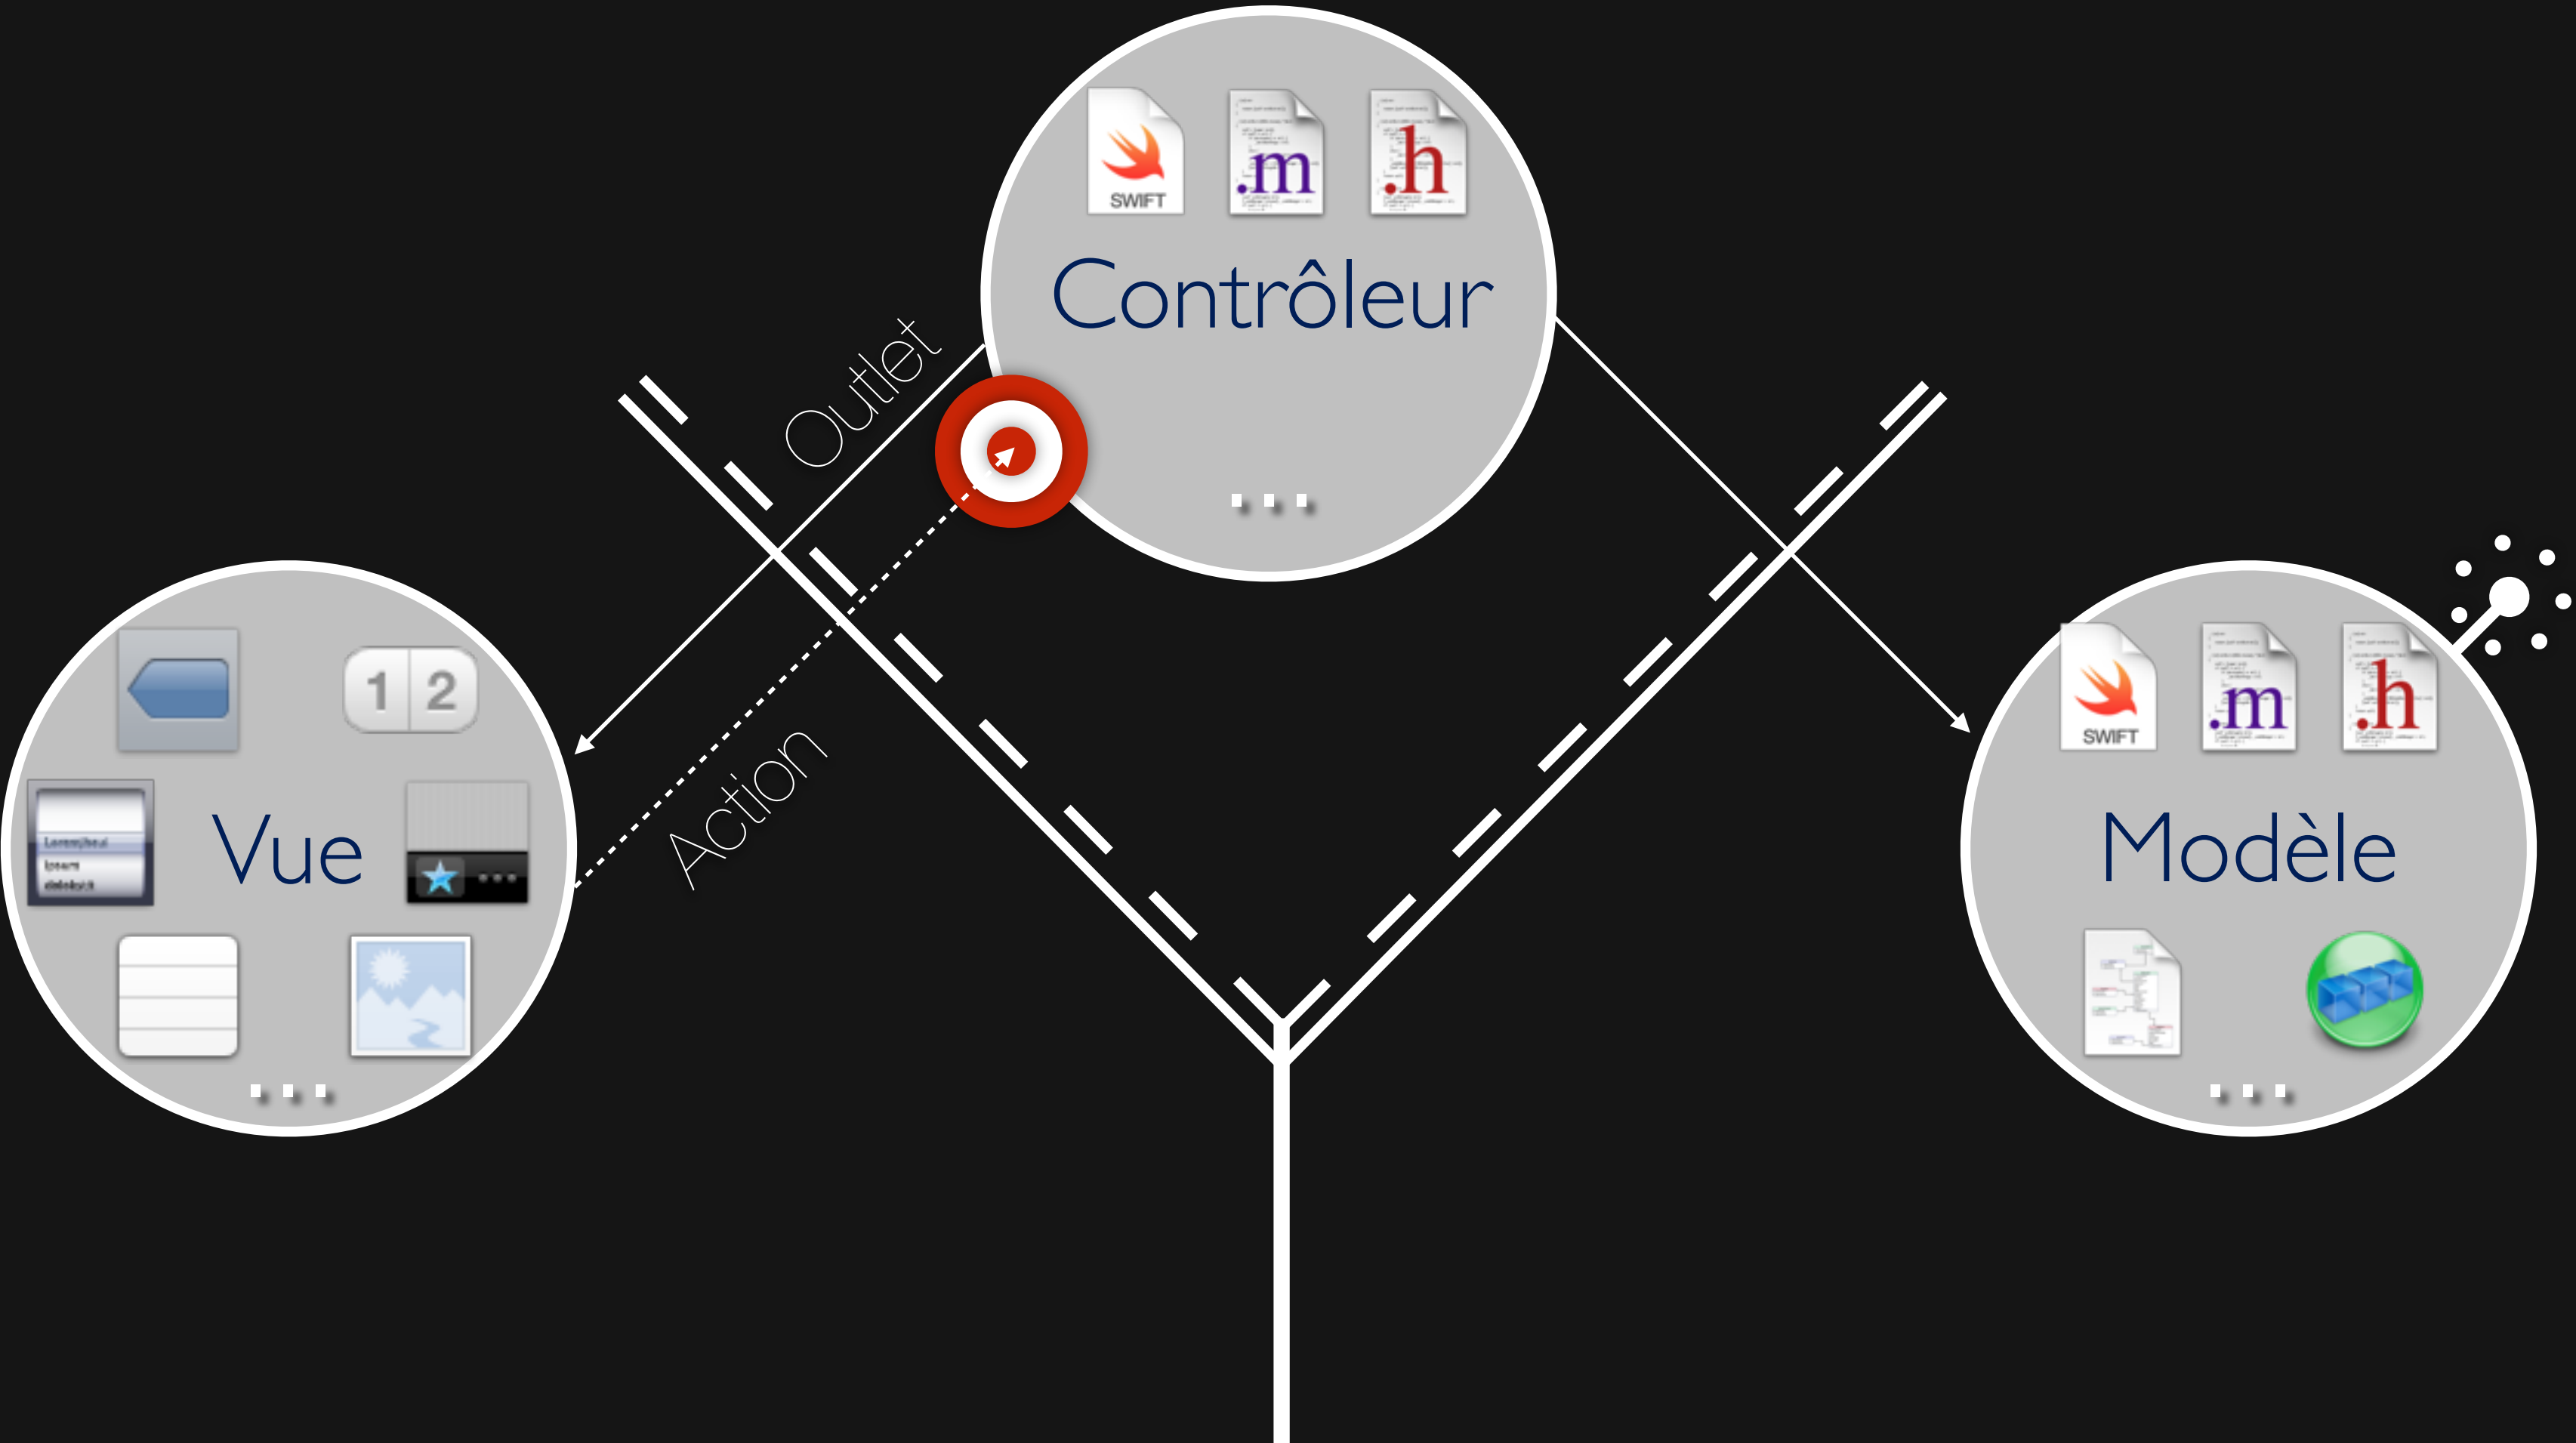 SWIFT .m .h
Contrôleur
...
Outlet
Action
1 2
Vue
...
SWIFT .m .h
Modèle
...